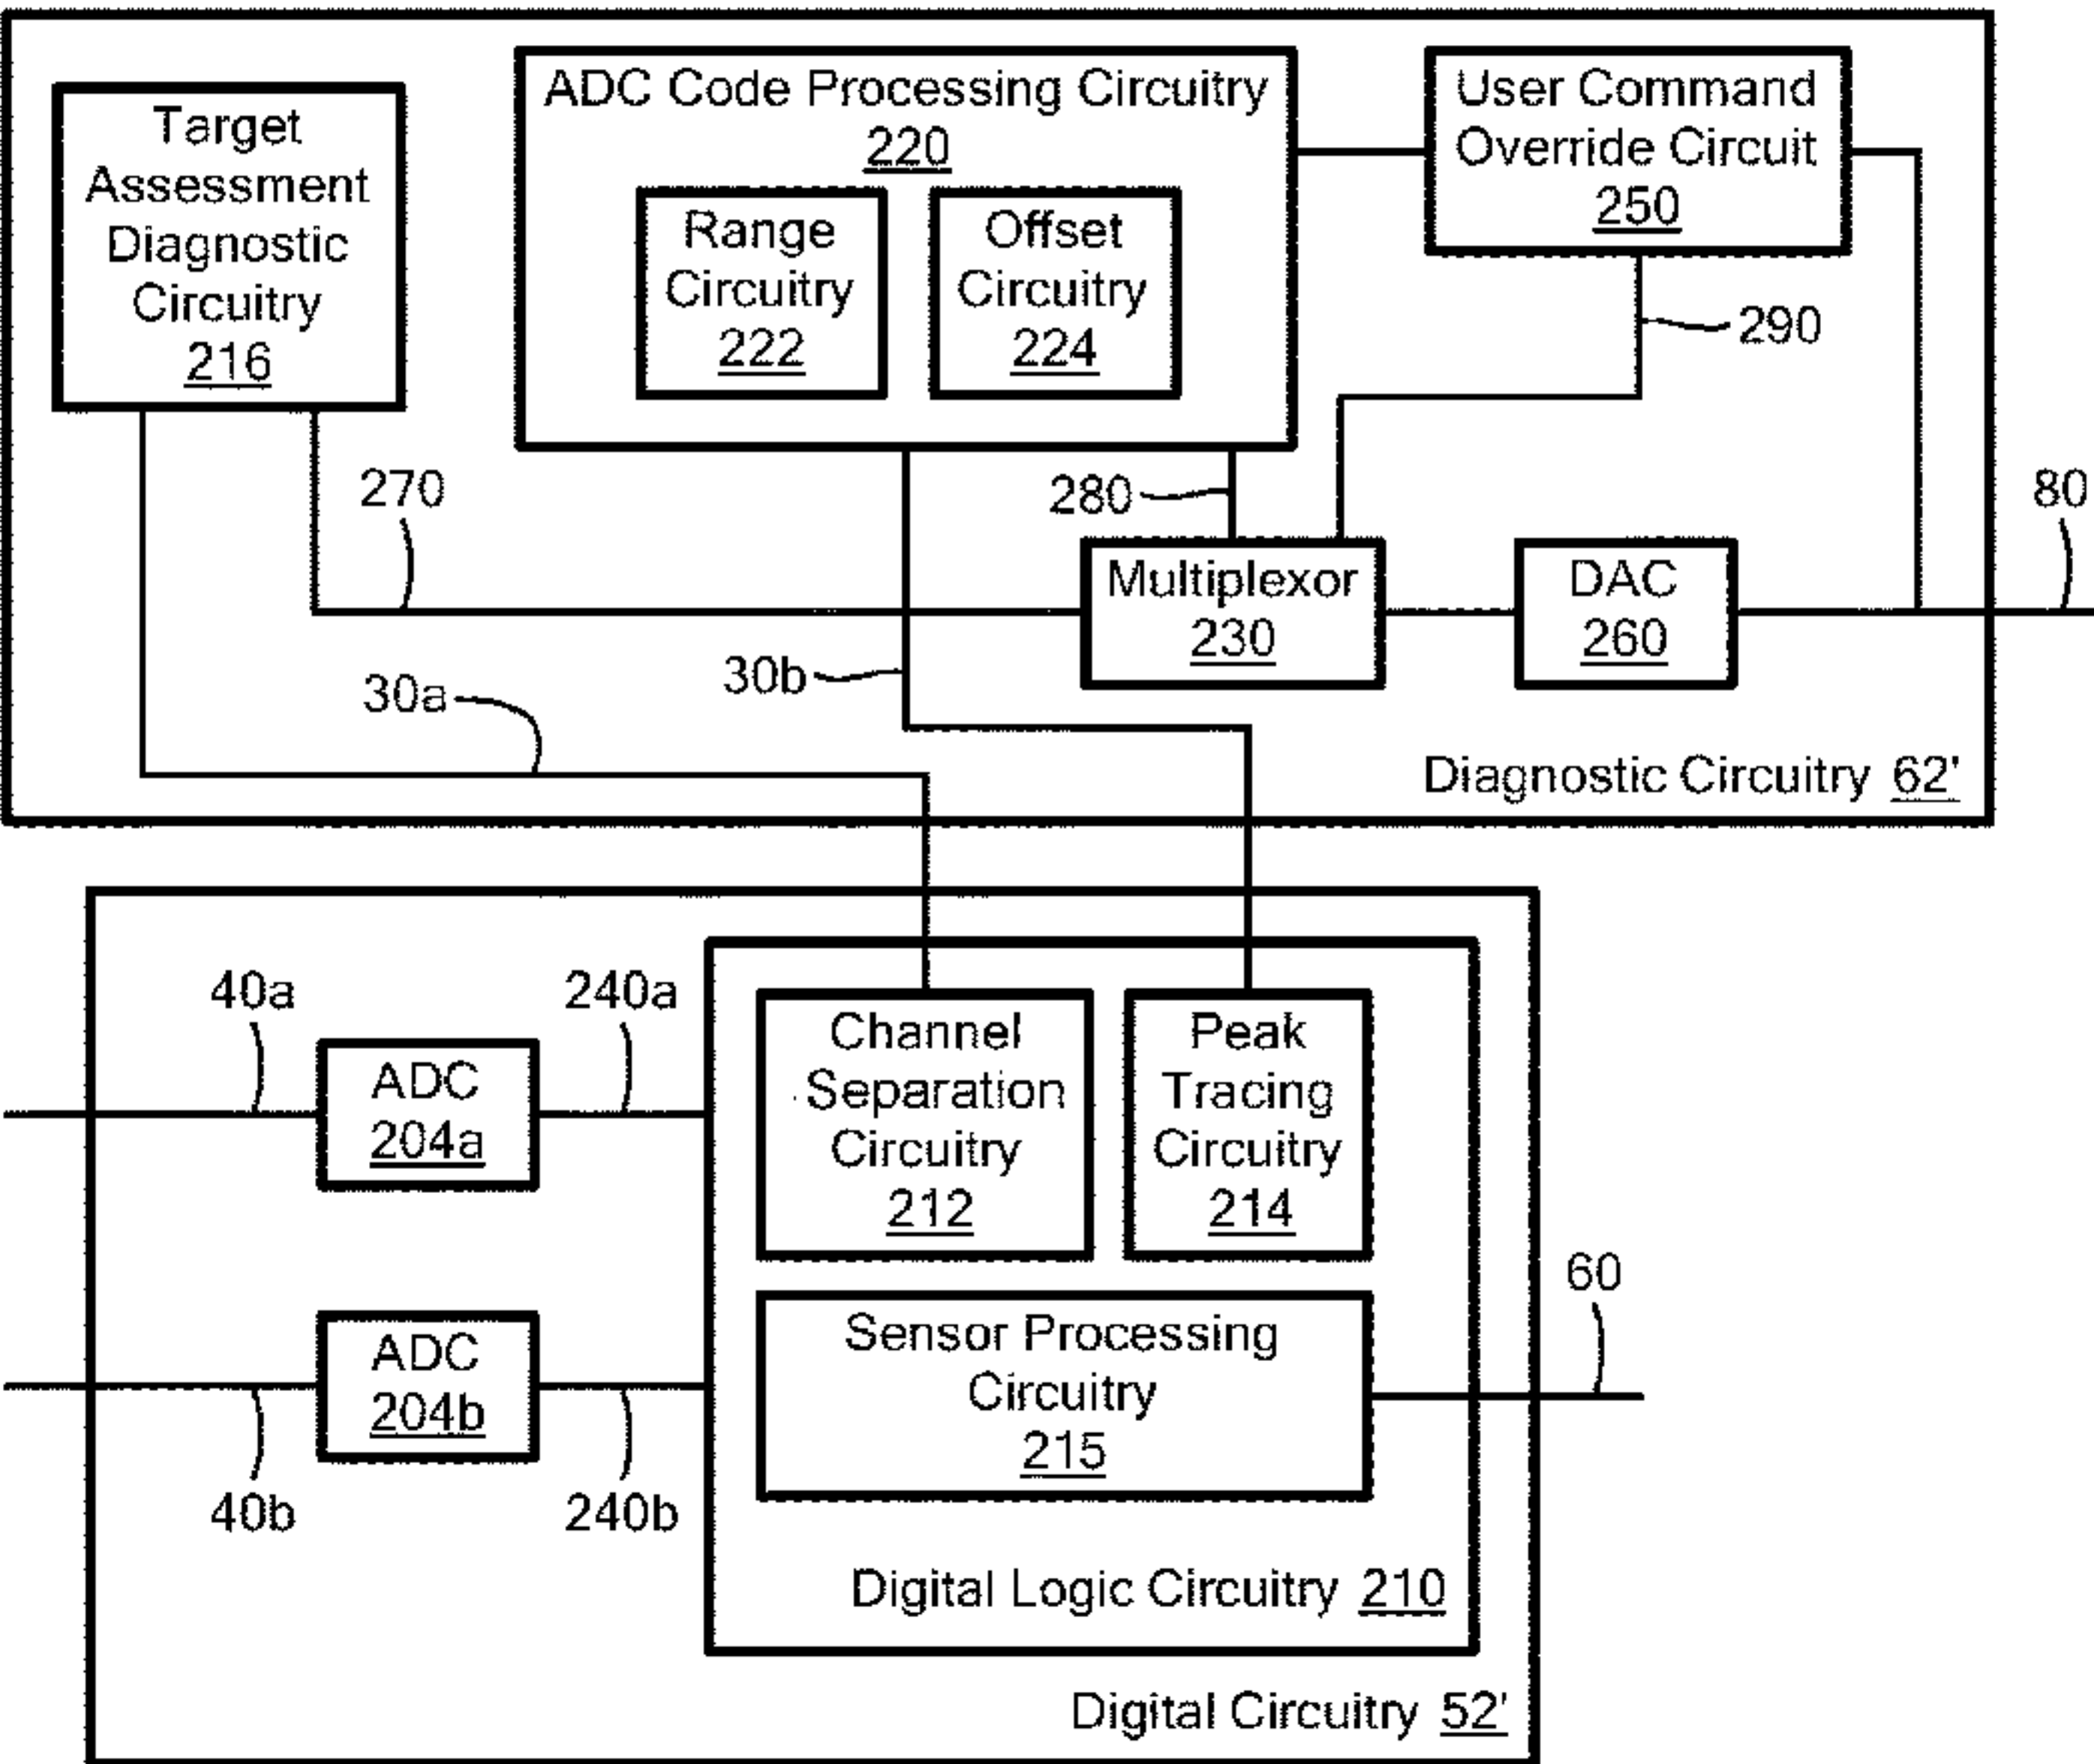 Target
Assessment
Diagnostic
Circuitry
216
ADC Code Processing Circuitry
220
Range
Circuitry
222
Offset
Circuitry
224
User Command
Override Circuit
250
290
270
280
80
Multiplexor
230
DAC
260
30b
30a
Diagnostic Circuitry 62'
40a
240a
ADC
204a
Channel
Separation
Circuitry
212
Peak
Tracing
Circuitry
214
60
ADC
204b
Sensor Processing
Circuitry
215
40b
240b
Digital Logic Circuitry 210
Digital Circuitry 52'